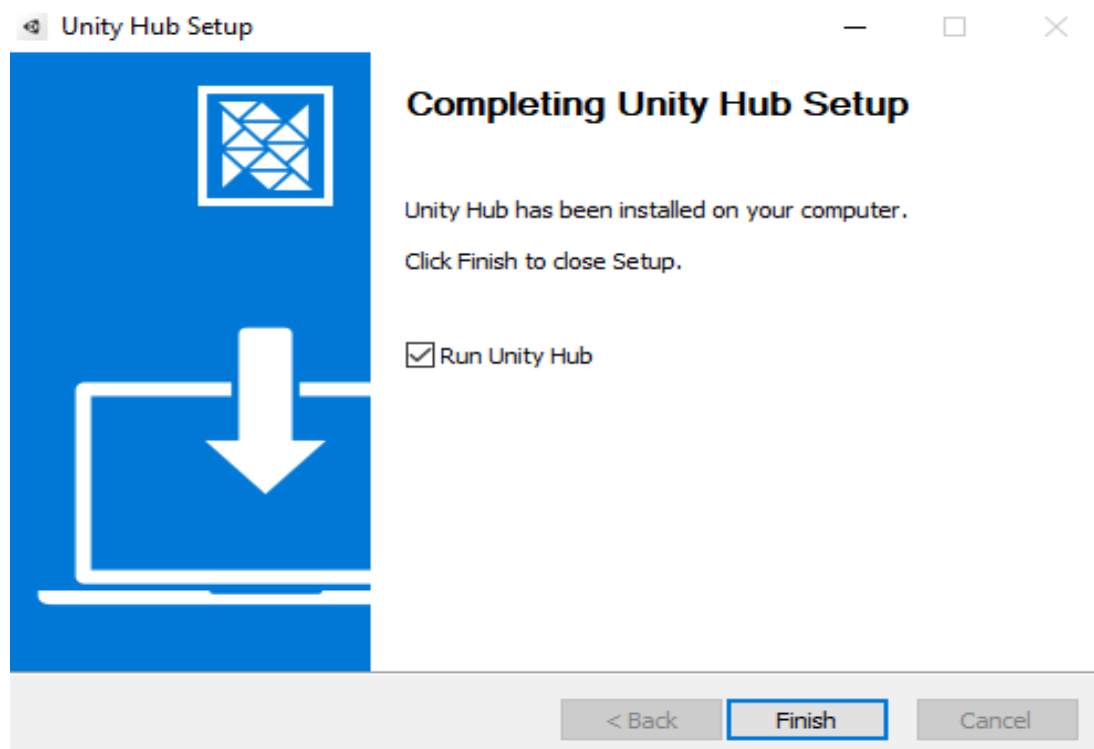 Unity Hub Setup
Completing Unity Hub Setup
Unity Hub has been installed on your computer.
Click Finish to close Setup.
Run Unity Hub
< Back
Finish
Cancel